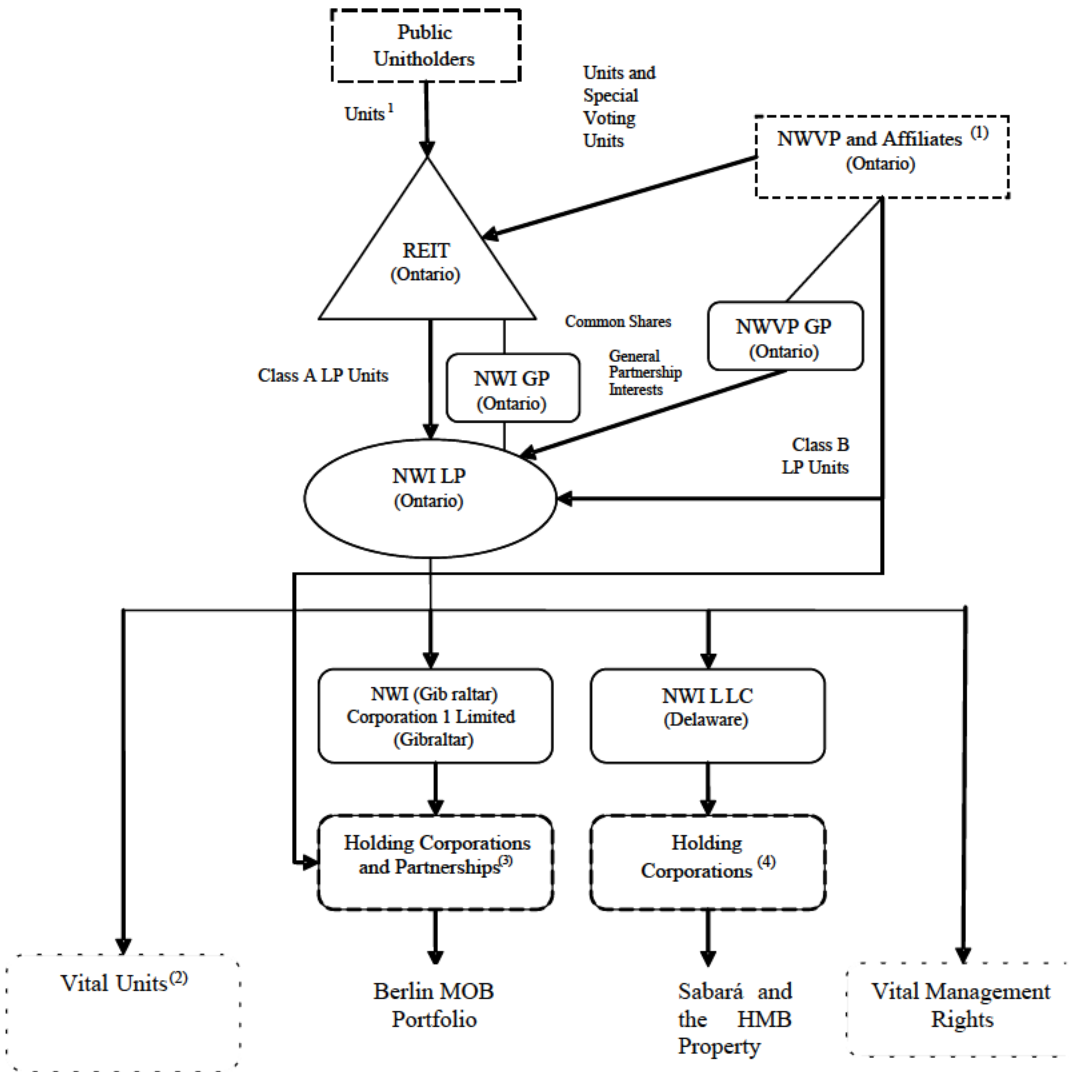 Public
Unitholders
Units 1
Units and
Special
Voting
Units
NWVP and Affiliates (1)
(Ontario)
REIT
(Ontario)
Common Shares
NWVP GP
(Ontario)
General
Partnership
Interests
Class A LP Units
NWI GP
(Ontario)
Class B
LP Units
NWI LP
(Ontario)
NWI (Gib raltar)
Corporation 1 Limited
(Gibraltar)
NWI L LC
(Delaware)
Holding Corporations
and Partnerships(3)
Holding
Corporations (4)
Vital Units(2)
Berlin MOB
Portfolio
Sabará and
the HMB
Property
Vital Management
Rights